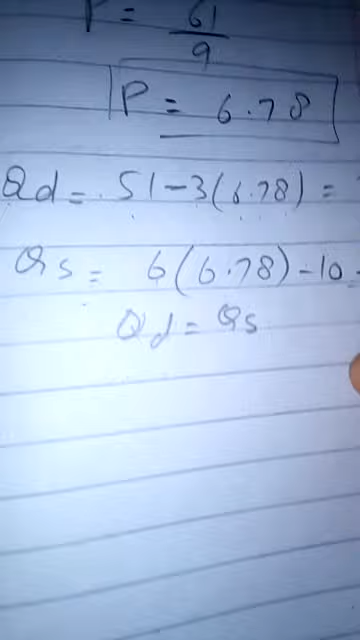 P = 61/9
P = 6.78
Qd = 51 - 3(6.78) =
Qs = 6(6.78) - 10 =
Qd = Qs